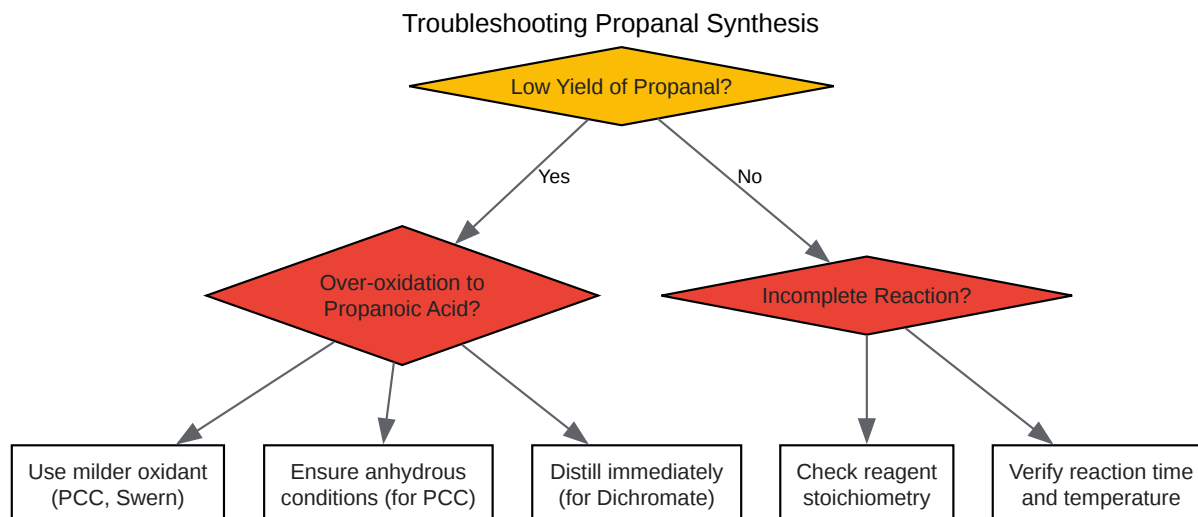 Troubleshooting Propanal Synthesis
Low Yield of Propanal?
Yes
No
Over-oxidation to
Propanoic Acid?
Incomplete Reaction?
Use milder oxidant
(PCC, Swern)
Ensure anhydrous
conditions (for PCC)
Distill immediately
(for Dichromate)
Check reagent
stoichiometry
Verify reaction time
and temperature